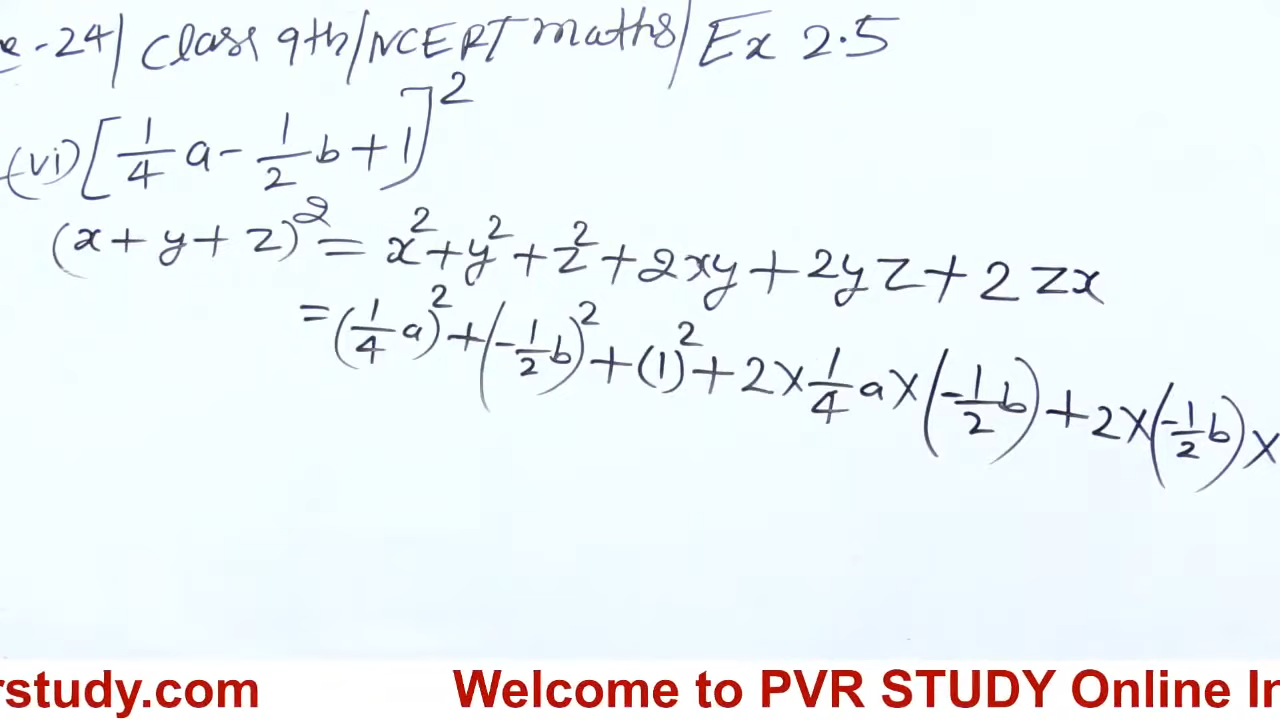 -24/ Class 9th/NCERT maths/ Ex 2.5
(vi) [1/4 a - 1/2 b + 1]²
(x + y + z)² = x² + y² + z² + 2xy + 2yz + 2zx
= (1/4 a)² + (-1/2 b)² + (1)² + 2 × 1/4 a × (-1/2 b) + 2 × (-1/2 b) ×
rstudy.com Welcome to PVR STUDY Online In